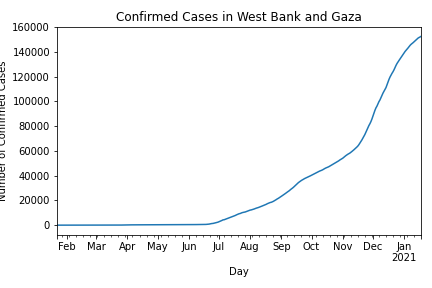 Confirmed Cases in West Bank and Gaza
160000
140000
120000
100000
80000
60000
40000
20000
0
Number of Confirmed Cases
Feb Mar Apr May Jun Jul Aug Sep Oct Nov Dec Jan
2021
Day